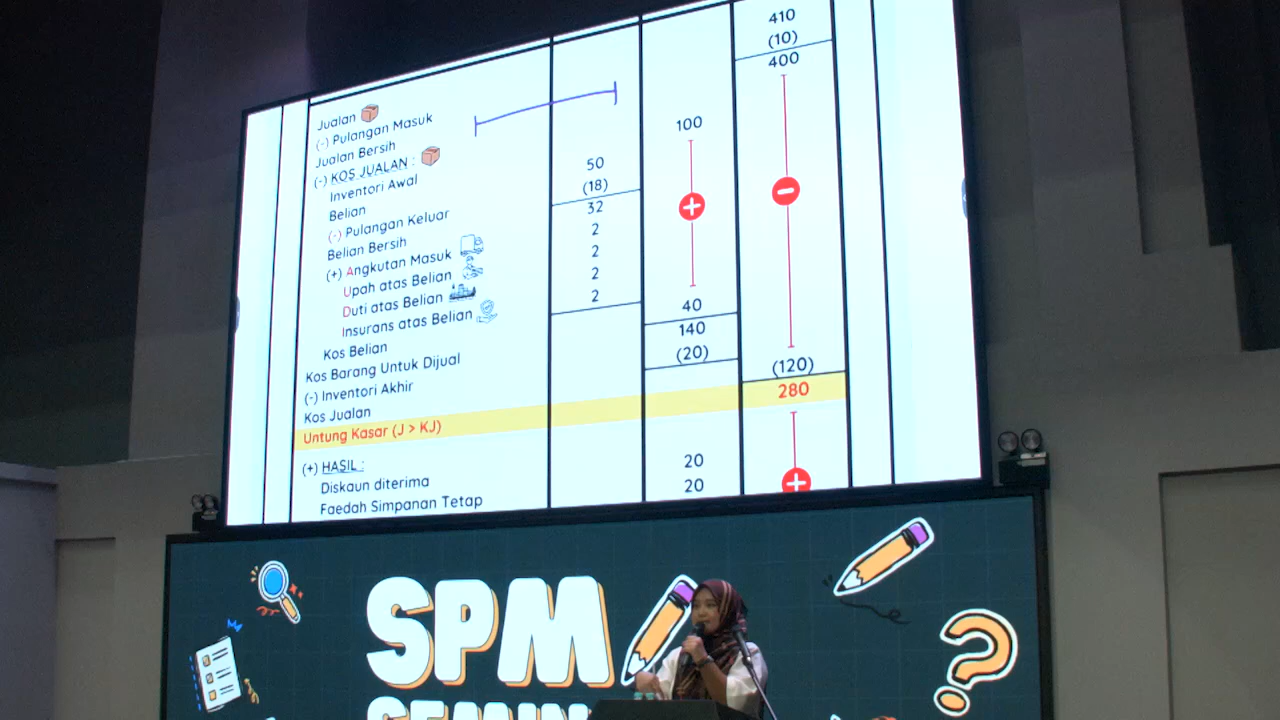 Jualan 410
(-) Pulangan Masuk (10)
Jualan Bersih 400
(-) KOS JUALAN :
Inventori Awal 100
Belian 50
(-) Pulangan Keluar (18)
Belian Bersih 32
(+) Angkutan Masuk 2
Upah atas Belian 2
Duti atas Belian 2
Insurans atas Belian 2
Kos Belian 40
Kos Barang Untuk Dijual 140
(-) Inventori Akhir (20)
Kos Jualan (120)
Untung Kasar (J > KJ) 280
(+) HASIL :
Diskaun diterima 20
Faedah Simpanan Tetap 20
SPM